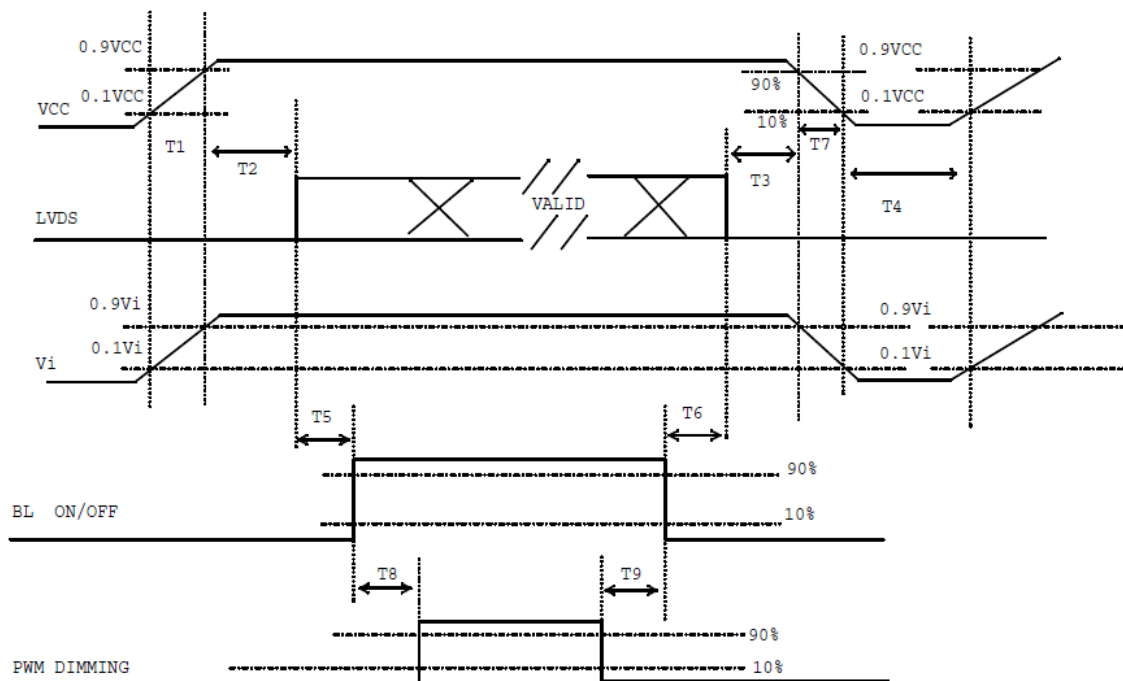 0.9VCC
0.9VCC
90%
0.1VCC
0.1VCC
VCC
10%
T1
T2
T3
T7
T4
VALID
LVDS
0.9Vi
0.9Vi
0.1Vi
0.1Vi
Vi
T5
T6
90%
BL ON/OFF
10%
T8
T9
90%
PWM DIMMING
10%